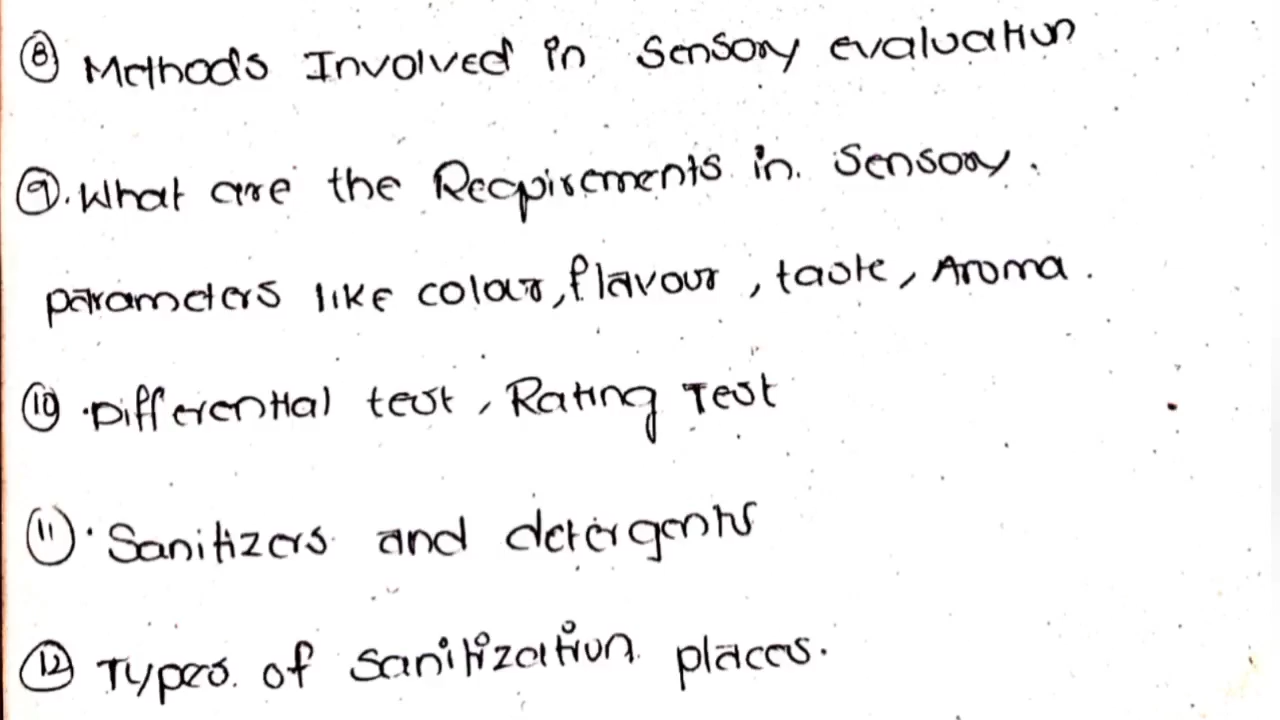 ⑧ Methods Involved in Sensory evaluation
⑨. What are the Requirements in. Sensory.
parameters like colour, flavour, taste, Aroma.
⑩ . Differential test, Rating Test
⑪ . Sanitizers and detergents
⑫ Types. of Sanitization places.